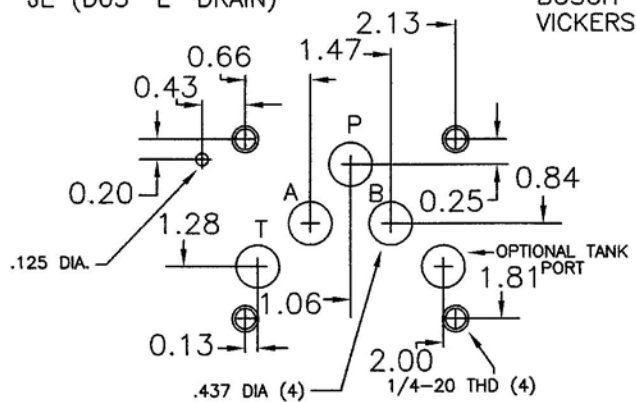 VICKERS
2.13
1.47
0.66
0.43
P
A
B
0.20
0.25
0.84
1.28
T
.125 DIA.
OPTIONAL TANK
PORT
1.06
1.81
0.13
2.00
.437 DIA (4)
1/4-20 THD (4)